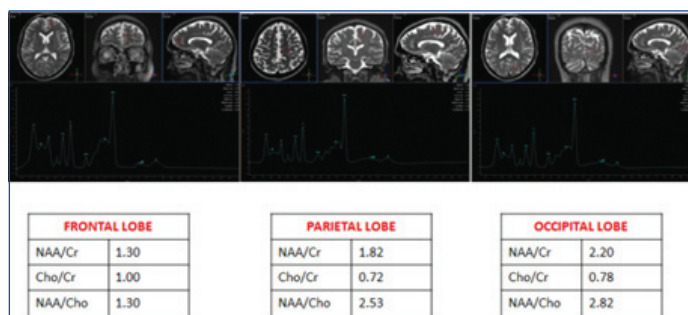 FRONTAL LOBE
NAA/Cr 1.30
Cho/Cr 1.00
NAA/Cho 1.30
PARIETAL LOBE
NAA/Cr 1.82
Cho/Cr 0.72
NAA/Cho 2.53
OCCIPITAL LOBE
NAA/Cr 2.20
Cho/Cr 0.78
NAA/Cho 2.82